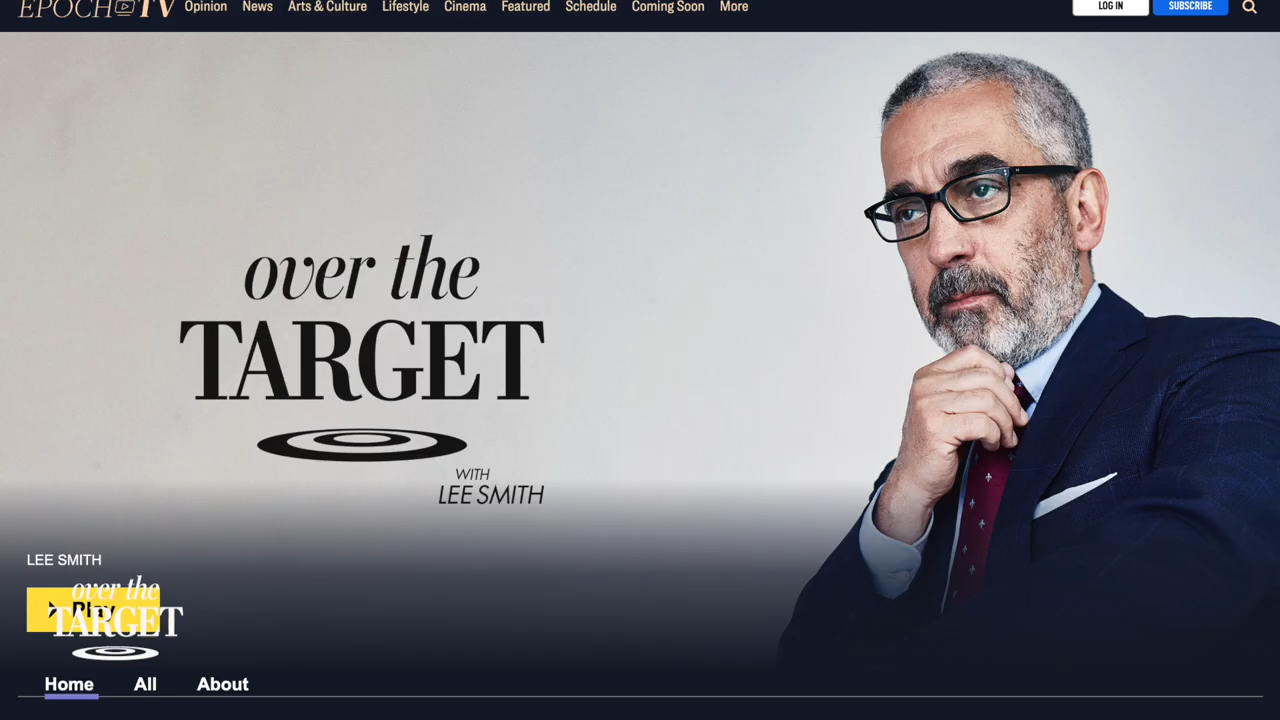 EPOCH TV
Opinion News Arts & Culture Lifestyle Cinema Featured Schedule Coming Soon More
LOG IN
SUBSCRIBE
over the
TARGET
WITH
LEE SMITH
LEE SMITH
Play
over the
TARGET
Home All About